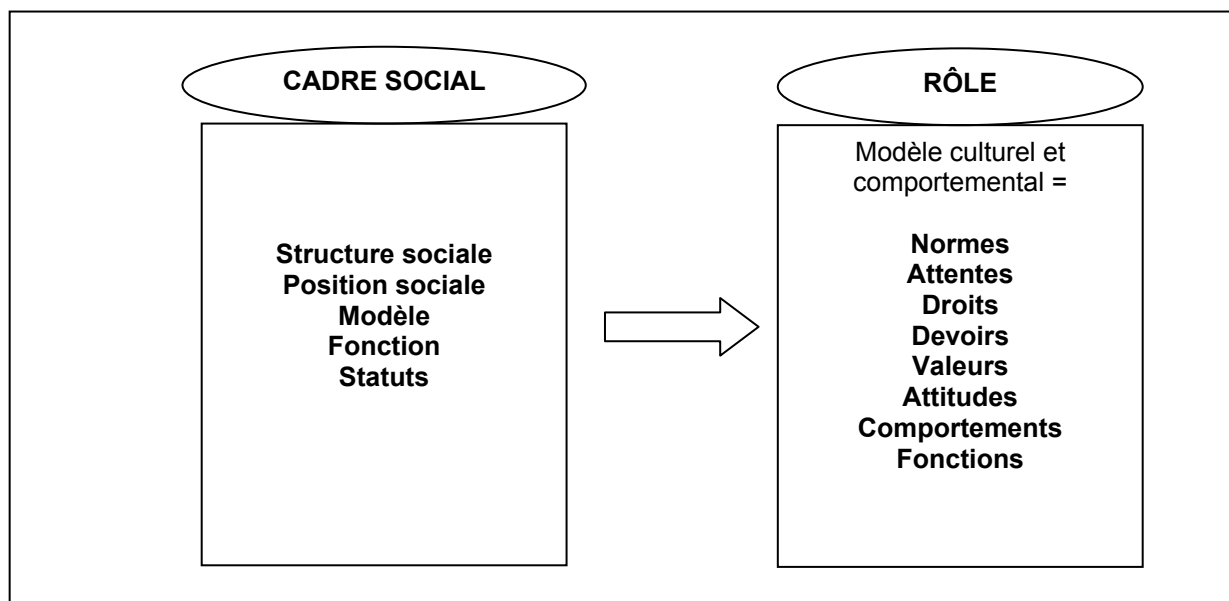 CADRE SOCIAL
Structure sociale
Position sociale
Modèle
Fonction
Statuts
RÔLE
Modèle culturel et
comportemental =
Normes
Attentes
Droits
Devoirs
Valeurs
Attitudes
Comportements
Fonctions